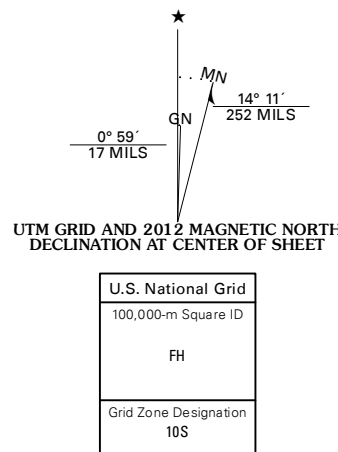 ★
MN
GN
0° 59´
17 MILS
14° 11´
252 MILS
UTM GRID AND 2012 MAGNETIC NORTH
DECLINATION AT CENTER OF SHEET
U.S. National Grid
100,000-m Square ID
FH
Grid Zone Designation
10S